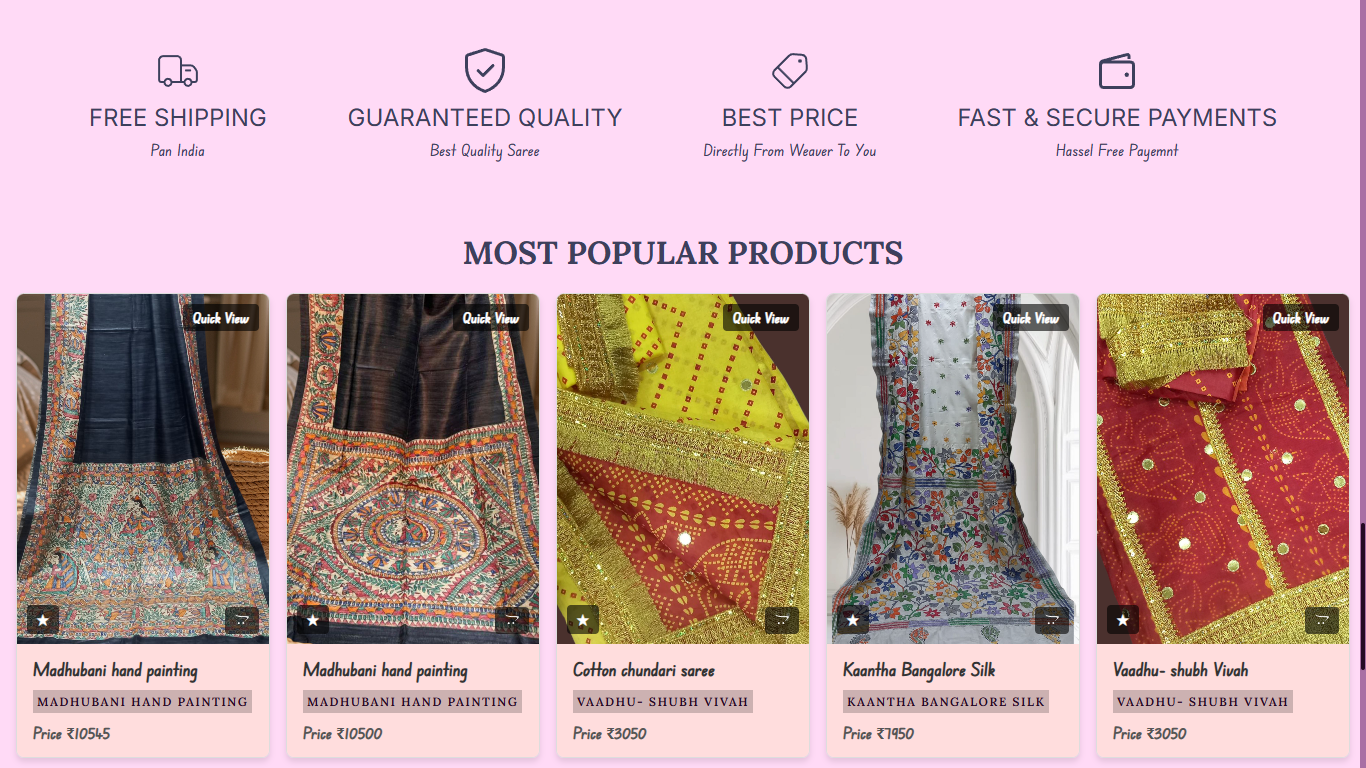 FREE SHIPPING
Pan India
GUARANTEED QUALITY
Best Quality Saree
BEST PRICE
Directly From Weaver To You
FAST & SECURE PAYMENTS
Hassel Free Payemnt
MOST POPULAR PRODUCTS
Quick View
Madhubani hand painting
MADHUBANI HAND PAINTING
Price ₹10545
Quick View
Madhubani hand painting
MADHUBANI HAND PAINTING
Price ₹10500
Quick View
Cotton chundari saree
VAADHU- SHUBH VIVAH
Price ₹3050
Quick View
Kaantha Bangalore Silk
KAANTHA BANGALORE SILK
Price ₹7950
Quick View
Vaadhu- shubh Vivah
VAADHU- SHUBH VIVAH
Price ₹3050